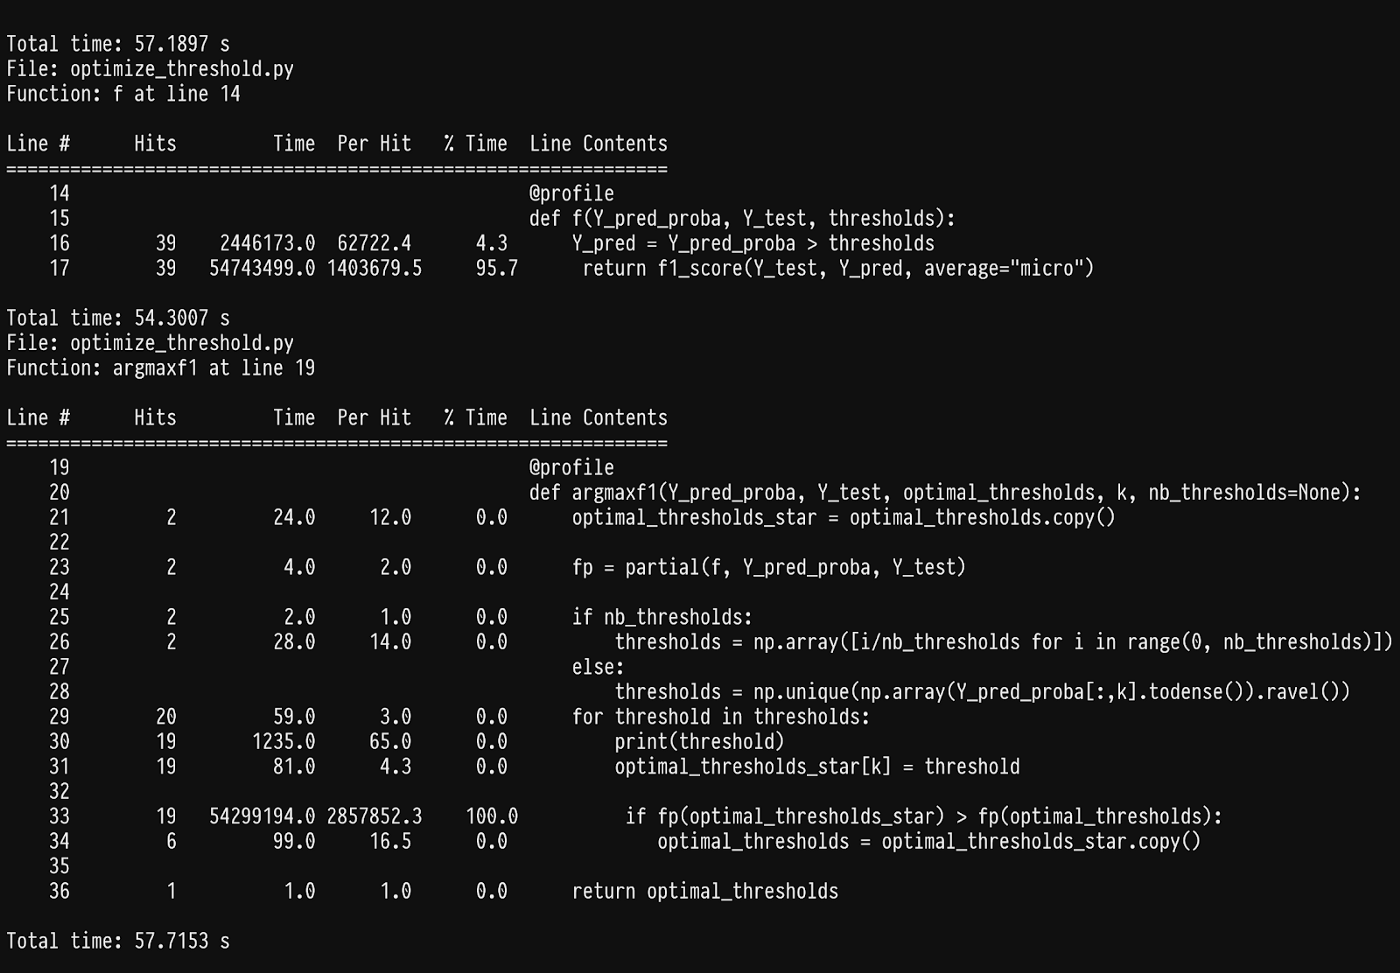 Total time: 57.1897 s
File: optimize_threshold.py
Function: f at line 14
Line #      Hits         Time  Per Hit   % Time  Line Contents
==============================================================
    14                                           @profile
    15                                           def f(Y_pred_proba, Y_test, thresholds):
    16        39    2446173.0  62722.4      4.3      Y_pred = Y_pred_proba > thresholds
    17        39   54743499.0 1403679.5     95.7      return f1_score(Y_test, Y_pred, average="micro")
Total time: 54.3007 s
File: optimize_threshold.py
Function: argmaxf1 at line 19
Line #      Hits         Time  Per Hit   % Time  Line Contents
==============================================================
    19                                           @profile
    20                                           def argmaxf1(Y_pred_proba, Y_test, optimal_thresholds, k, nb_thresholds=None):
    21         2         24.0     12.0      0.0      optimal_thresholds_star = optimal_thresholds.copy()
    22
    23         2          4.0      2.0      0.0      fp = partial(f, Y_pred_proba, Y_test)
    24
    25         2          2.0      1.0      0.0      if nb_thresholds:
    26         2         28.0     14.0      0.0          thresholds = np.array([i/nb_thresholds for i in range(0, nb_thresholds)])
    27                                               else:
    28                                                   thresholds = np.unique(np.array(Y_pred_proba[:,k].todense()).ravel())
    29        20         59.0      3.0      0.0      for threshold in thresholds:
    30        19       1235.0     65.0      0.0          print(threshold)
    31        19         81.0      4.3      0.0          optimal_thresholds_star[k] = threshold
    32
    33        19   54299194.0 2857852.3    100.0          if fp(optimal_thresholds_star) > fp(optimal_thresholds):
    34         6         99.0     16.5      0.0              optimal_thresholds = optimal_thresholds_star.copy()
    35
    36         1          1.0      1.0      0.0      return optimal_thresholds
Total time: 57.7153 s